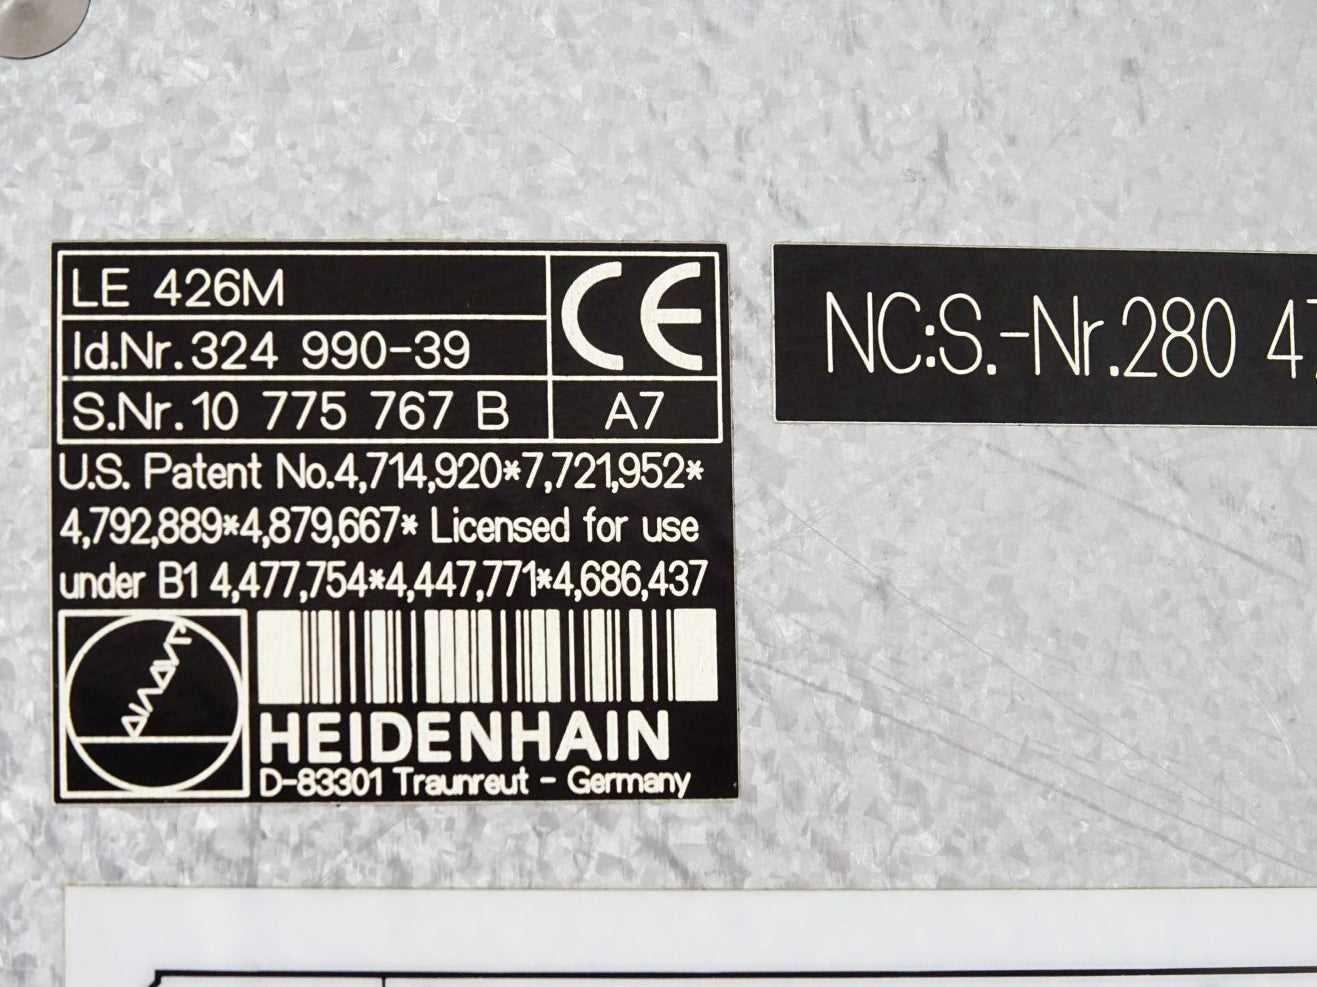 LE 426M
CE
Id.Nr.324 990-39
S.Nr.10 775 767 B
A7
U.S. Patent No.4,714,920*7,721,952*
4,792,889*4,879,667* Licensed for use
under B1 4,477,754*4,447,771*4,686,437
HEIDENHAIN
D-83301 Traunreut - Germany
NC:S.-Nr.280 47